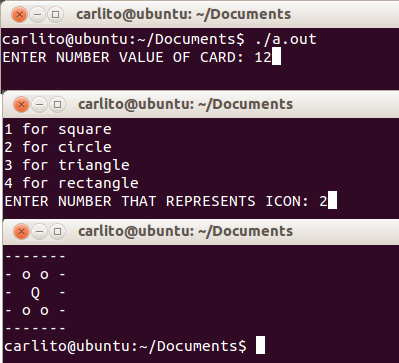 carlito@ubuntu: ~/Documents
carlito@ubuntu:~/Documents$ ./a.out
ENTER NUMBER VALUE OF CARD: 12
carlito@ubuntu: ~/Documents
1 for square
2 for circle
3 for triangle
4 for rectangle
ENTER NUMBER THAT REPRESENTS ICON: 2
carlito@ubuntu: ~/Documents
-------
- o o -
-  Q  -
- o o -
-------
carlito@ubuntu:~/Documents$